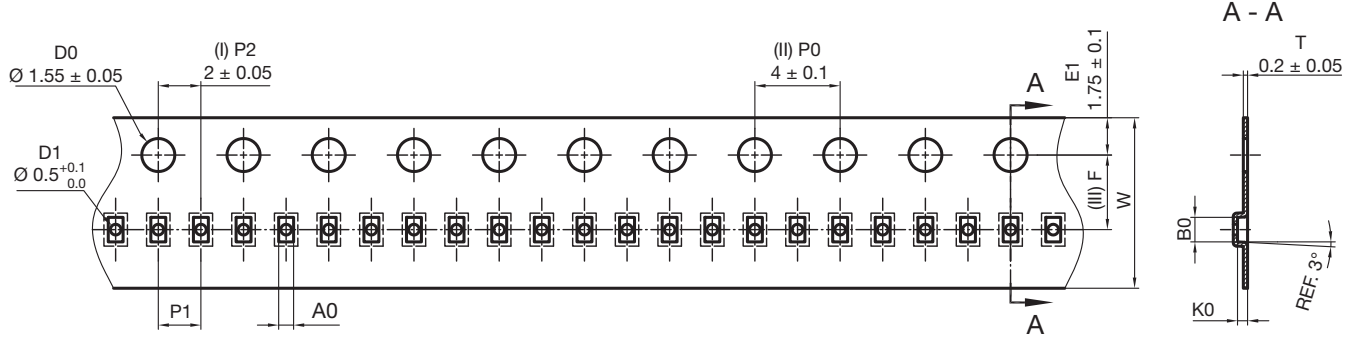 A - A
D0
Ø 1.55 ± 0.05
(I) P2
2 ± 0.05
(II) P0
4 ± 0.1
E1
1.75 ± 0.1
T
0.2 ± 0.05
A
D1
Ø 0.5 +0.1 0.0
(III) F
W
B0
REF. 3°
P1
A0
A
K0